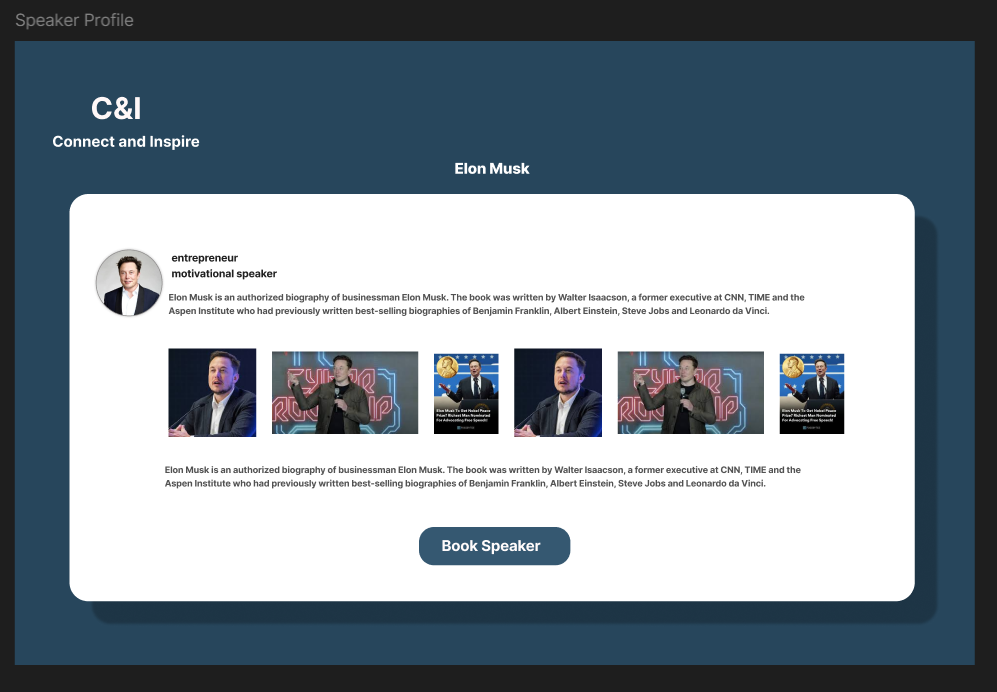 Speaker Profile
C&I
Connect and Inspire
Elon Musk
entrepreneur
motivational speaker
Elon Musk is an authorized biography of businessman Elon Musk. The book was written by Walter Isaacson, a former executive at CNN, TIME and the
Aspen Institute who had previously written best-selling biographies of Benjamin Franklin, Albert Einstein, Steve Jobs and Leonardo da Vinci.
Elon Musk To Get Nobel Peace
Prize? Richest Man Nominated
For Advocating Free Speech!
Elon Musk To Get Nobel Peace
Prize? Richest Man Nominated
For Advocating Free Speech!
Elon Musk is an authorized biography of businessman Elon Musk. The book was written by Walter Isaacson, a former executive at CNN, TIME and the
Aspen Institute who had previously written best-selling biographies of Benjamin Franklin, Albert Einstein, Steve Jobs and Leonardo da Vinci.
Book Speaker